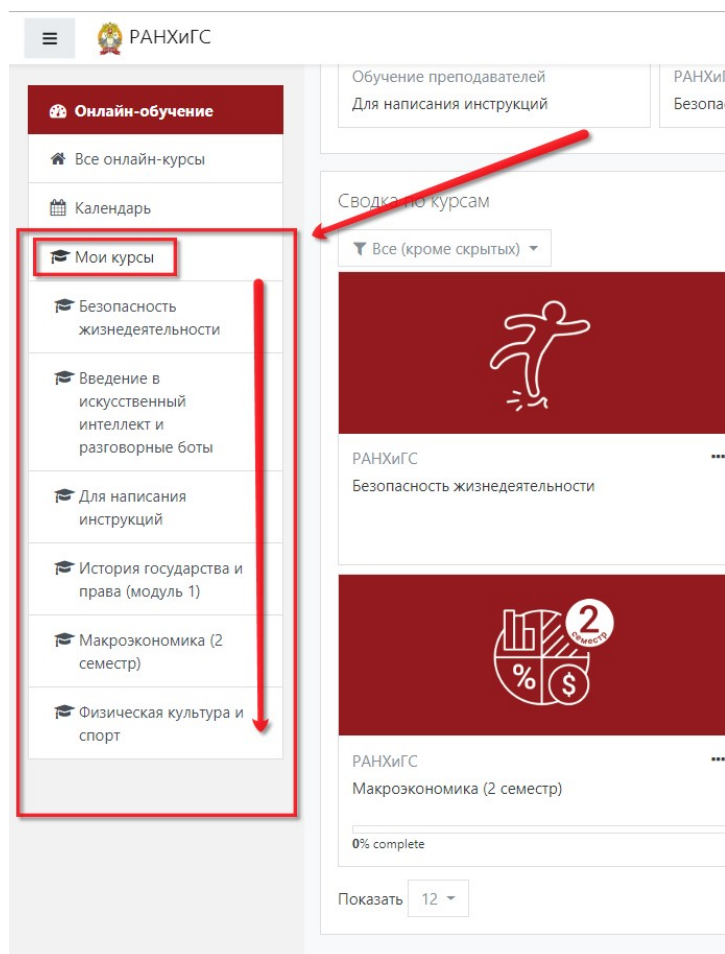 РАНХиГС
Онлайн-обучение
Все онлайн-курсы
Календарь
Мои курсы
Безопасность
жизнедеятельности
Введение в
искусственный
интеллект и
разговорные боты
Для написания
инструкций
История государства и
права (модуль 1)
Макроэкономика (2
семестр)
Физическая культура и
спорт
Обучение преподавателей
Для написания инструкций
Сводка по курсам
Все (кроме скрытых)
РАНХиГС
Безопасность жизнедеятельности
2
семестр
% $
РАНХиГС
Макроэкономика (2 семестр)
0% complete
Показать 12